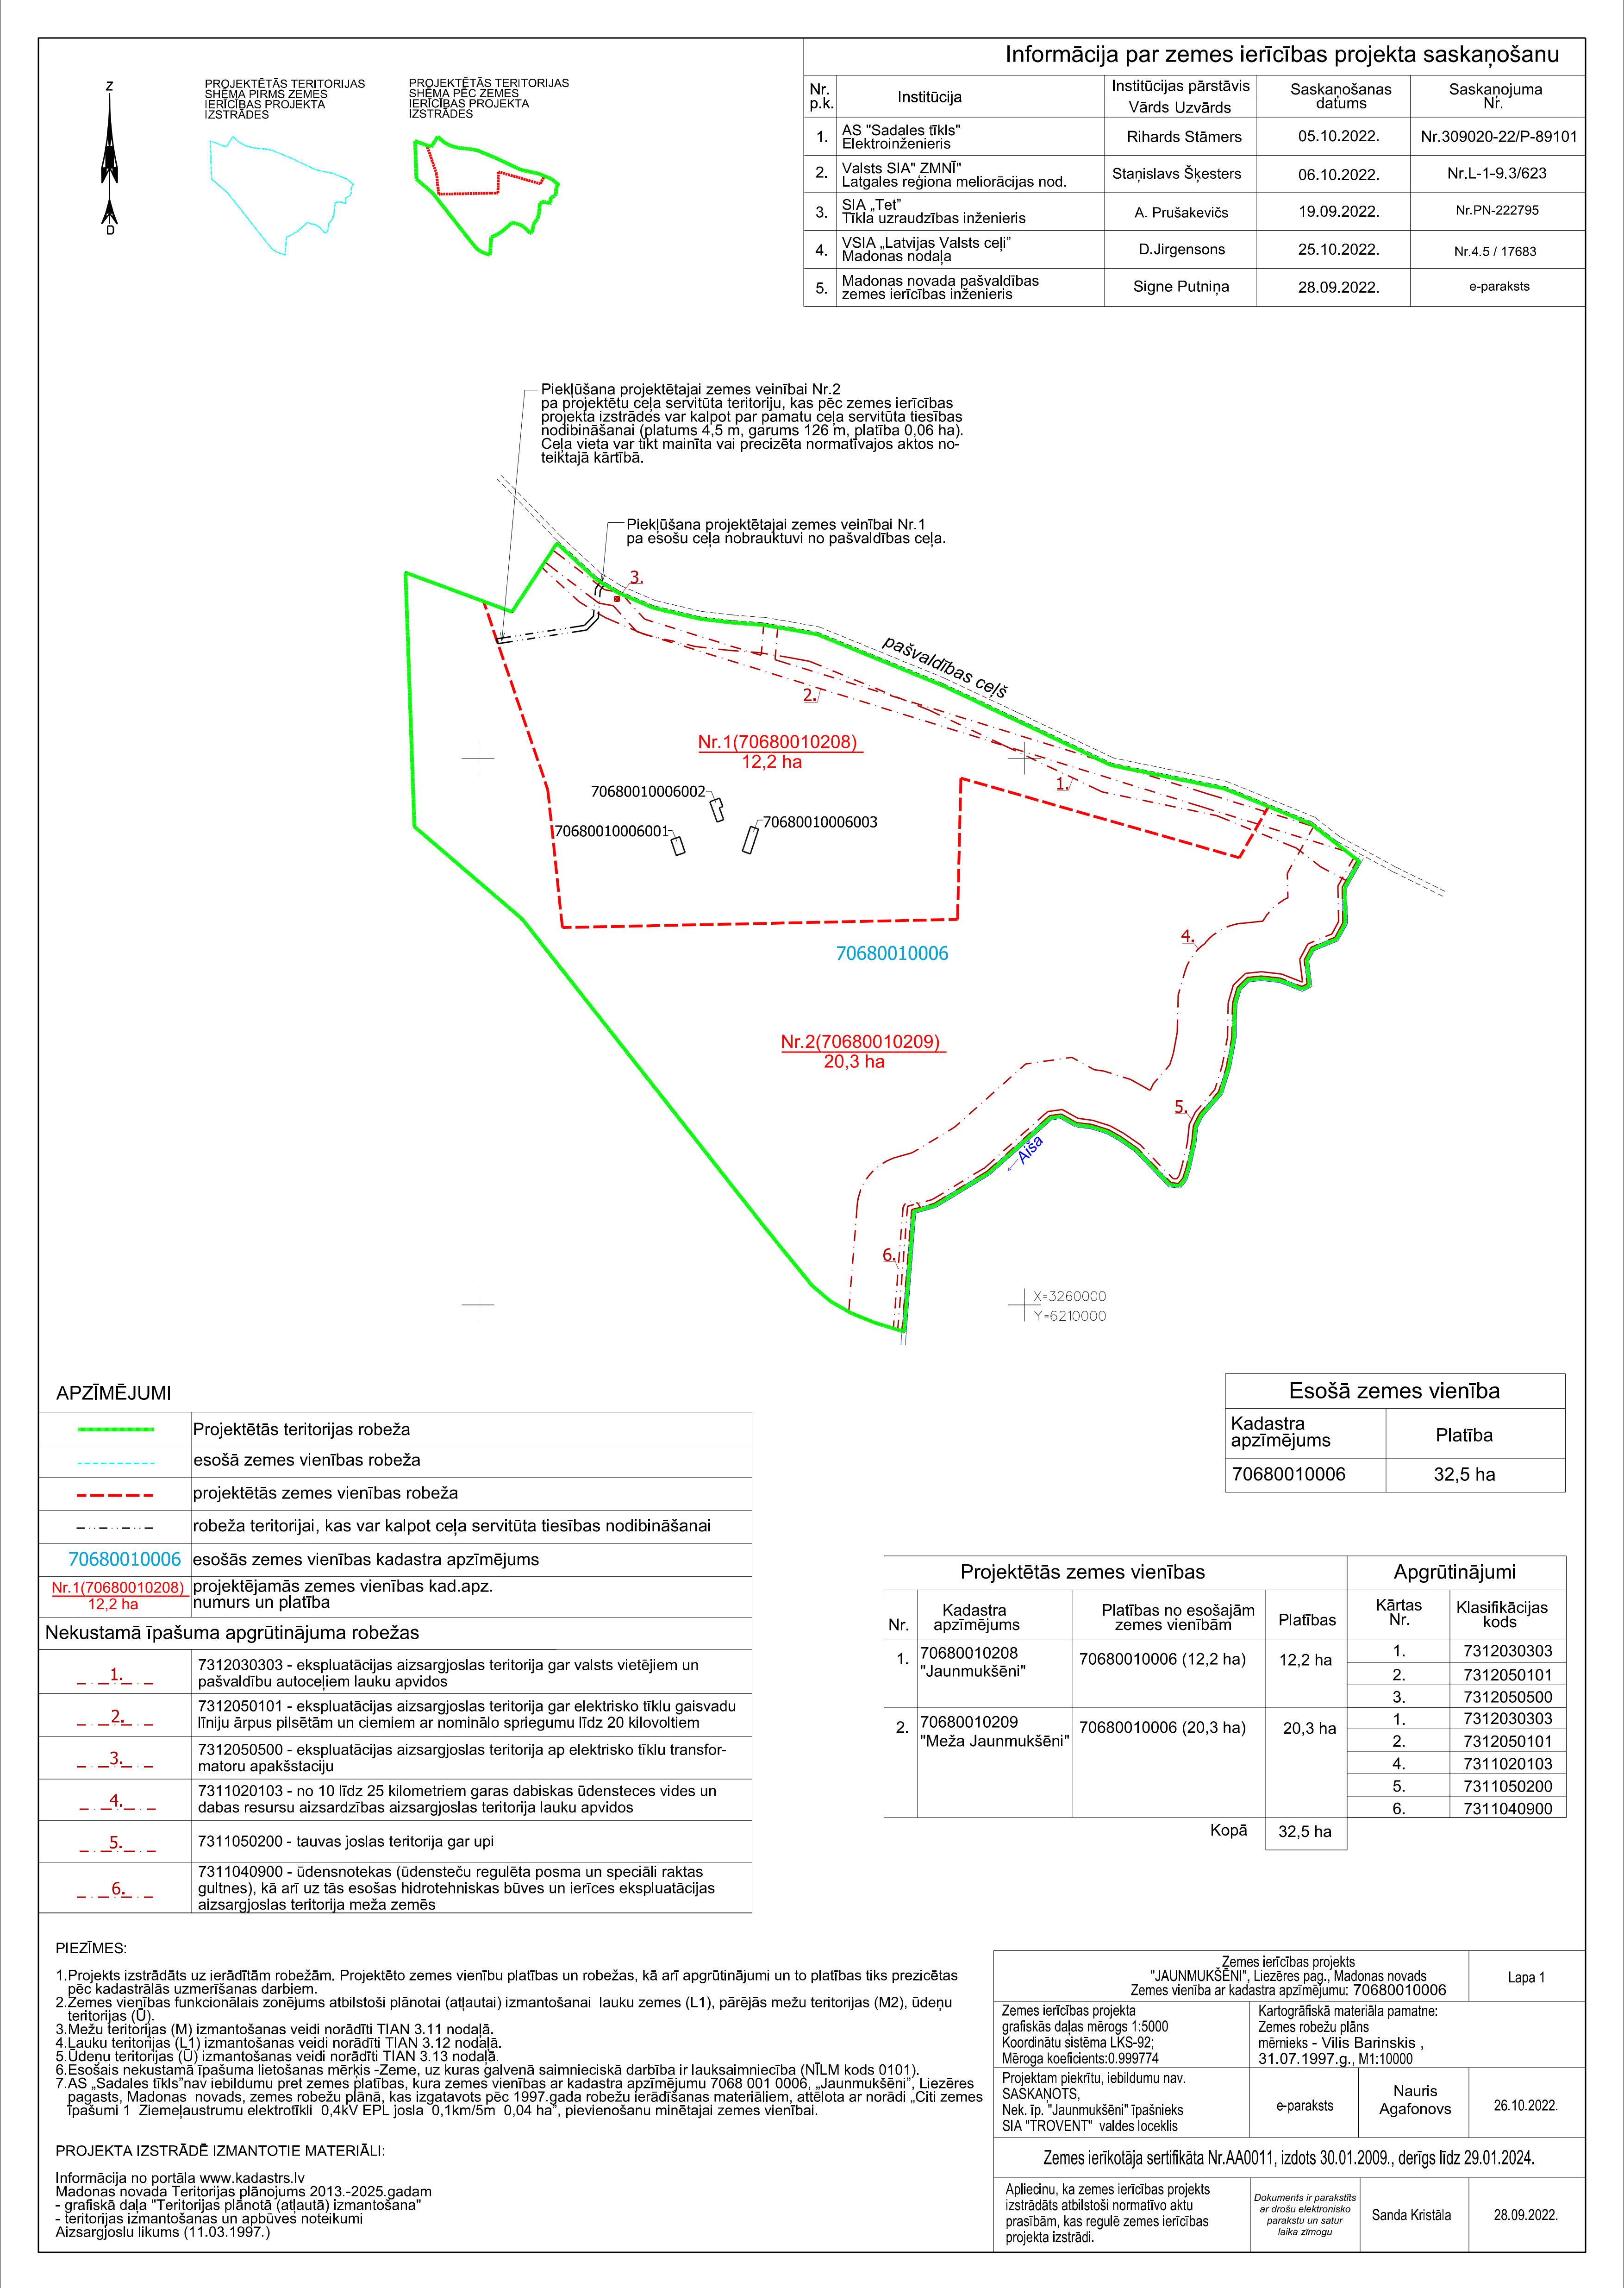 Z
D
PROJEKTĒTĀS TERITORIJAS
SHĒMA PIRMS ZEMES
IERĪCĪBAS PROJEKTA
IZSTRĀDES
PROJEKTĒTĀS TERITORIJAS
SHĒMA PĒC ZEMES
IERĪCĪBAS PROJEKTA
IZSTRĀDES
Informācija par zemes ierīcības projekta saskaņošanu
Nr. p.k. Institūcija Institūcijas pārstāvis Vārds Uzvārds Saskaņošanas datums Saskaņojuma Nr.
1. AS "Sadales tīkls" Elektroinženieris Rihards Stāmers 05.10.2022. Nr.309020-22/P-89101
2. Valsts SIA" ZMNĪ" Latgales reģiona meliorācijas nod. Staņislavs Šķesters 06.10.2022. Nr.L-1-9.3/623
3. SIA „Tet” Tīkla uzraudzības inženieris A. Prušakevičs 19.09.2022. Nr.PN-222795
4. VSIA „Latvijas Valsts ceļi” Madonas nodaļa D.Jirgensons 25.10.2022. Nr.4.5 / 17683
5. Madonas novada pašvaldības zemes ierīcības inženieris Signe Putniņa 28.09.2022. e-paraksts
Piekļūšana projektētajai zemes veinībai Nr.2
pa projektētu ceļa servitūta teritoriju, kas pēc zemes ierīcības
projekta izstrādes var kalpot par pamatu ceļa servitūta tiesības
nodibināšanai (platums 4,5 m, garums 126 m, platība 0,06 ha).
Ceļa vieta var tikt mainīta vai precizēta normatīvajos aktos no-
teiktajā kārtībā.
Piekļūšana projektētajai zemes veinībai Nr.1
pa esošu ceļa nobrauktuvi no pašvaldības ceļa.
3.
pašvaldības ceļš
2.
Nr.1(70680010208)
12,2 ha
1.
70680010006002
70680010006001
70680010006003
70680010006
4.
Nr.2(70680010209)
20,3 ha
5.
Aiša
6.
X=3260000
Y=6210000
APZĪMĒJUMI
Projektētās teritorijas robeža
esošā zemes vienības robeža
projektētās zemes vienības robeža
robeža teritorijai, kas var kalpot ceļa servitūta tiesības nodibināšanai
70680010006 esošās zemes vienības kadastra apzīmējums
Nr.1(70680010208) projektējamās zemes vienības kad.apz.
12,2 ha numurs un platība
Nekustamā īpašuma apgrūtinājuma robežas
1. 7312030303 - ekspluatācijas aizsargjoslas teritorija gar valsts vietējiem un
pašvaldību autoceļiem lauku apvidos
2. 7312050101 - ekspluatācijas aizsargjoslas teritorija gar elektrisko tīklu gaisvadu
līniju ārpus pilsētām un ciemiem ar nominālo spriegumu līdz 20 kilovoltiem
3. 7312050500 - ekspluatācijas aizsargjoslas teritorija ap elektrisko tīklu transfor-
matoru apakšstaciju
4. 7311020103 - no 10 līdz 25 kilometriem garas dabiskas ūdensteces vides un
dabas resursu aizsardzības aizsargjoslas teritorija lauku apvidos
5. 7311050200 - tauvas joslas teritorija gar upi
6. 7311040900 - ūdensnotekas (ūdensteču regulēta posma un speciāli raktas
gultnes), kā arī uz tās esošas hidrotehniskas būves un ierīces ekspluatācijas
aizsargjoslas teritorija meža zemēs
Esošā zemes vienība
Kadastra apzīmējums Platība
70680010006 32,5 ha
Projektētās zemes vienības Apgrūtinājumi
Nr. Kadastra apzīmējums Platības no esošajām zemes vienībām Platības Kārtas Nr. Klasifikācijas kods
1. 70680010208 "Jaunmukšēni" 70680010006 (12,2 ha) 12,2 ha 1. 7312030303
2. 7312050101
3. 7312050500
2. 70680010209 "Meža Jaunmukšēni" 70680010006 (20,3 ha) 20,3 ha 1. 7312030303
2. 7312050101
4. 7311020103
5. 7311050200
6. 7311040900
Kopā 32,5 ha
PIEZĪMES:
1.Projekts izstrādāts uz ierādītām robežām. Projektēto zemes vienību platības un robežas, kā arī apgrūtinājumi un to platības tiks prezicētas
pēc kadastrālās uzmerīšanas darbiem.
2.Zemes vienības funkcionālais zonējums atbilstoši plānotai (atļautai) izmantošanai lauku zemes (L1), pārējās mežu teritorijas (M2), ūdeņu
teritorijas (Ū).
3.Mežu teritorijas (M) izmantošanas veidi norādīti TIAN 3.11 nodaļā.
4.Lauku teritorijas (L1) izmantošanas veidi norādīti TIAN 3.12 nodaļā.
5.Ūdeņu teritorijas (Ū) izmantošanas veidi norādīti TIAN 3.13 nodaļā.
6.Esošais nekustamā īpašuma lietošanas mērķis -Zeme, uz kuras galvenā saimnieciskā darbība ir lauksaimniecība (NĪLM kods 0101).
7.AS „Sadales tīkls”nav iebildumu pret zemes platības, kura zemes vienības ar kadastra apzīmējumu 7068 001 0006, „Jaunmukšēni”, Liezēres
pagasts, Madonas novads, zemes robežu plānā, kas izgatavots pēc 1997.gada robežu ierādīšanas materiāliem, attēlota ar norādi „Citi zemes
īpašumi 1 Ziemeļaustrumu elektrotīkli 0,4kV EPL josla 0,1km/5m 0,04 ha”, pievienošanu minētajai zemes vienībai.
PROJEKTA IZSTRĀDĒ IZMANTOTIE MATERIĀLI:
Informācija no portāla www.kadastrs.lv
Madonas novada Teritorijas plānojums 2013.-2025.gadam
- grafiskā daļa "Teritorijas plānotā (atļautā) izmantošana"
- teritorijas izmantošanas un apbūves noteikumi
Aizsargjoslu likums (11.03.1997.)
Zemes ierīcības projekts
"JAUNMUKŠĒNI", Liezēres pag., Madonas novads
Zemes vienība ar kadastra apzīmējumu: 70680010006
Lapa 1
Zemes ierīcības projekta
grafiskās daļas mērogs 1:5000
Koordinātu sistēma LKS-92;
Mēroga koeficients:0.999774
Kartogrāfiskā materiāla pamatne:
Zemes robežu plāns
mērnieks - Vilis Barinskis ,
31.07.1997.g., M1:10000
Projektam piekrītu, iebildumu nav.
SASKAŅOTS,
Nek. īp. "Jaunmukšēni" īpašnieks
SIA "TROVENT" valdes loceklis
e-paraksts
Nauris
Agafonovs
26.10.2022.
Zemes ierīkotāja sertifikāta Nr.AA0011, izdots 30.01.2009., derīgs līdz 29.01.2024.
Apliecinu, ka zemes ierīcības projekts
izstrādāts atbilstoši normatīvo aktu
prasībām, kas regulē zemes ierīcības
projekta izstrādi.
Dokuments ir parakstīts
ar drošu elektronisko
parakstu un satur
laika zīmogu
Sanda Kristāla
28.09.2022.